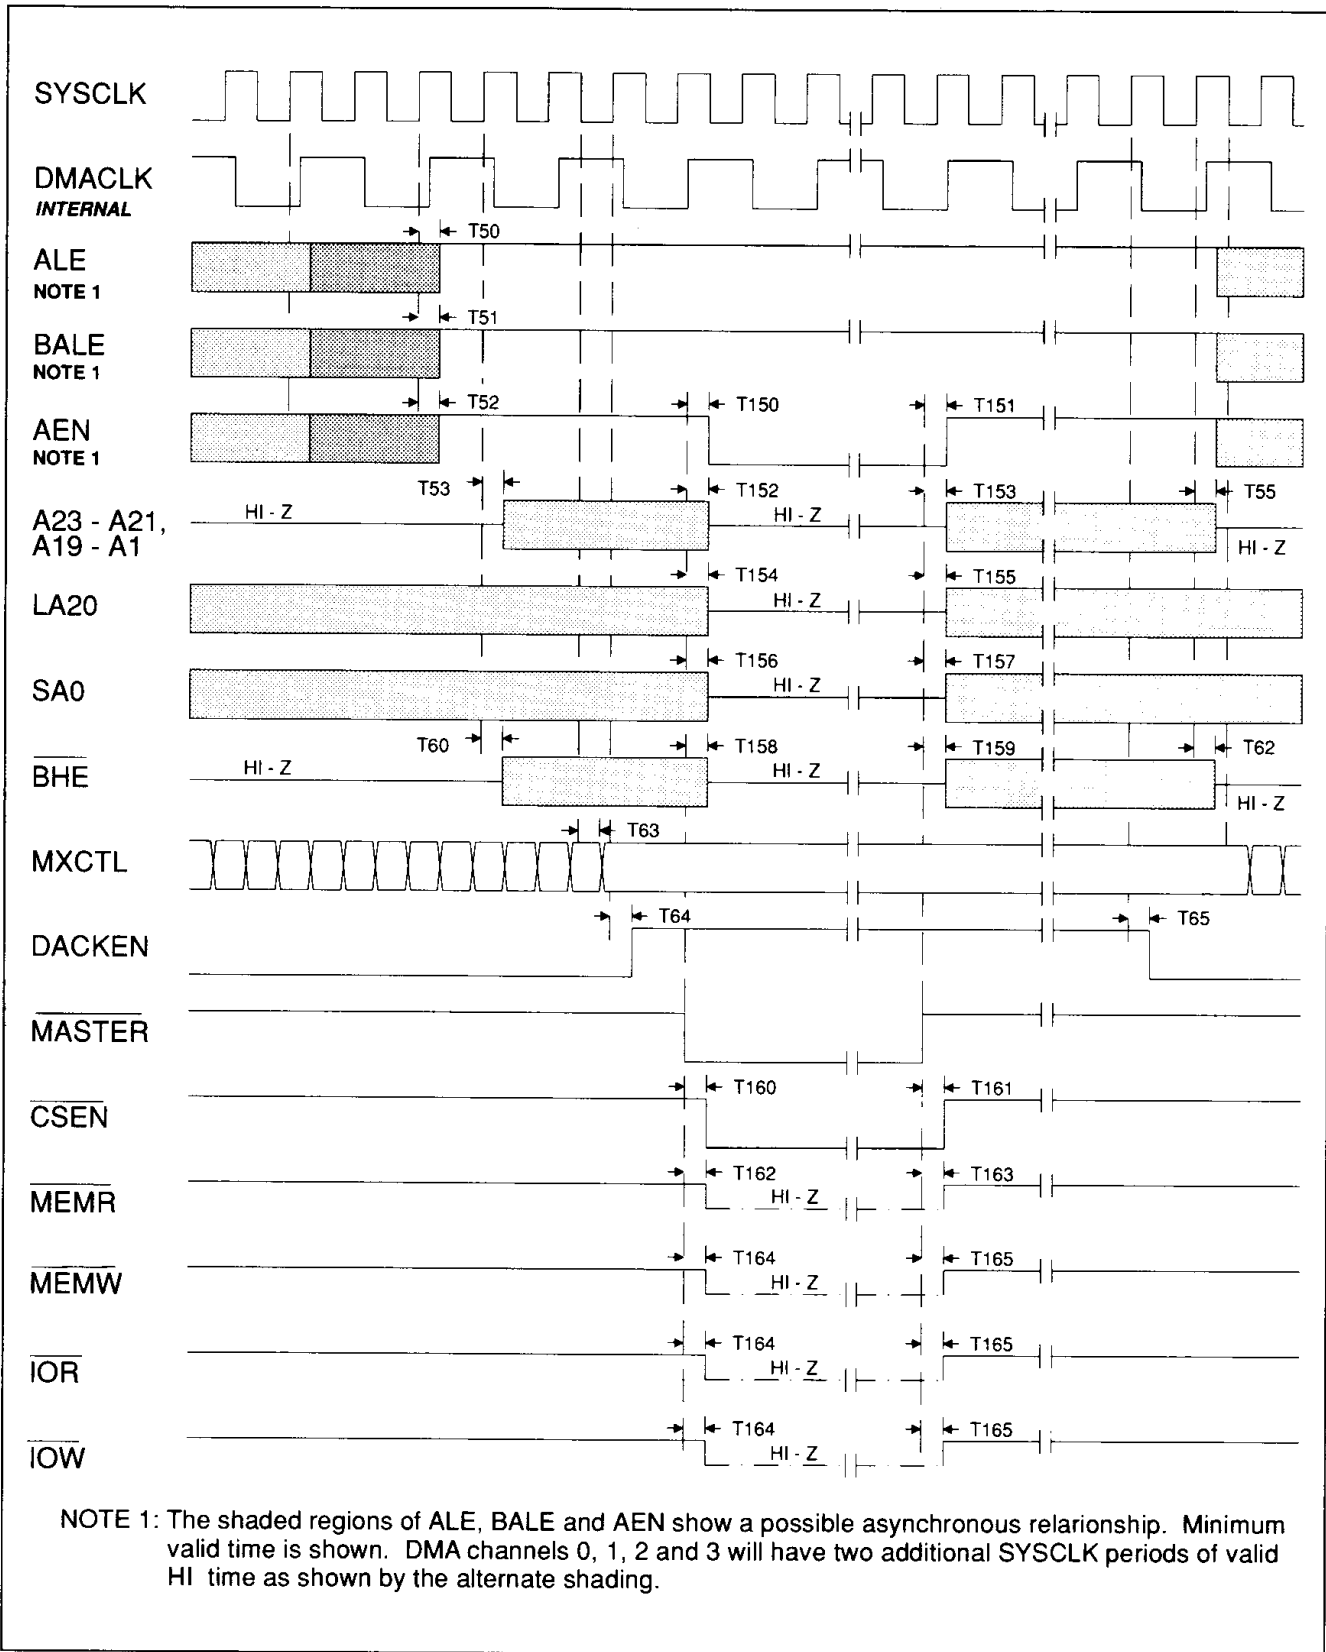 SYSCLK
DMACLK
INTERNAL
T50
ALE
NOTE 1
T51
BALE
NOTE 1
T52 T150 T151
AEN
NOTE 1
T53 T152 T153 T55
A23 - A21, HI - Z HI - Z
A19 - A1 HI - Z
T154 T155
LA20 HI - Z
T156 T157
SA0 HI - Z
T60 T158 T159 T62
BHE HI - Z HI - Z
HI - Z
T63
MXCTL
T64 T65
DACKEN
MASTER
T160 T161
CSEN
T162 T163
MEMR HI - Z
T164 T165
MEMW HI - Z
T164 T165
IOR HI - Z
T164 T165
IOW HI - Z
NOTE 1: The shaded regions of ALE, BALE and AEN show a possible asynchronous relarionship. Minimum
valid time is shown. DMA channels 0, 1, 2 and 3 will have two additional SYSCLK periods of valid
HI time as shown by the alternate shading.